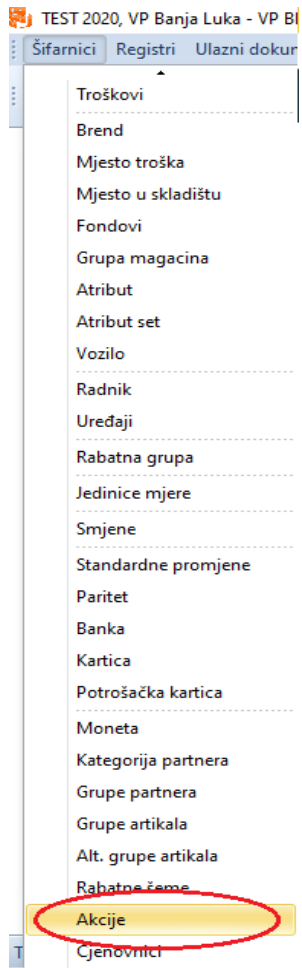 TEST 2020, VP Banja Luka - VP Bl
Šifarnici Registri Ulazni dokur
Troškovi
Brend
Mjesto troška
Mjesto u skladištu
Fondovi
Grupa magacina
Atribut
Atribut set
Vozilo
Radnik
Uređaji
Rabatna grupa
Jedinice mjere
Smjene
Standardne promjene
Paritet
Banka
Kartica
Potrošačka kartica
Moneta
Kategorija partnera
Grupe partnera
Grupe artikala
Alt. grupe artikala
Rabatne šeme
Akcije
T Cjenovnici